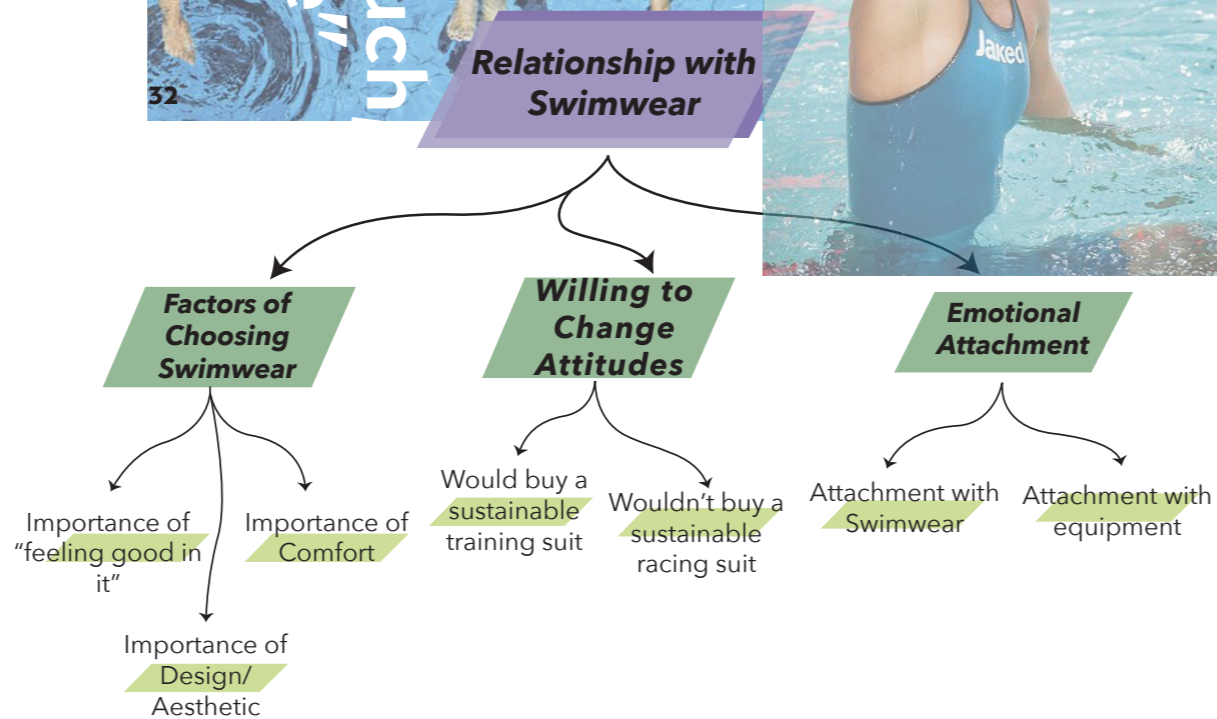 uch
s"
32
Relationship with
Swimwear
Jaked
Factors of
Choosing
Swimwear
Willing to
Change
Attitudes
Emotional
Attachment
Importance of
“feeling good in
it”
Importance of
Comfort
Importance of
Design/
Aesthetic
Would buy a
sustainable
training suit
Wouldn’t buy a
sustainable
racing suit
Attachment with
Swimwear
Attachment with
equipment